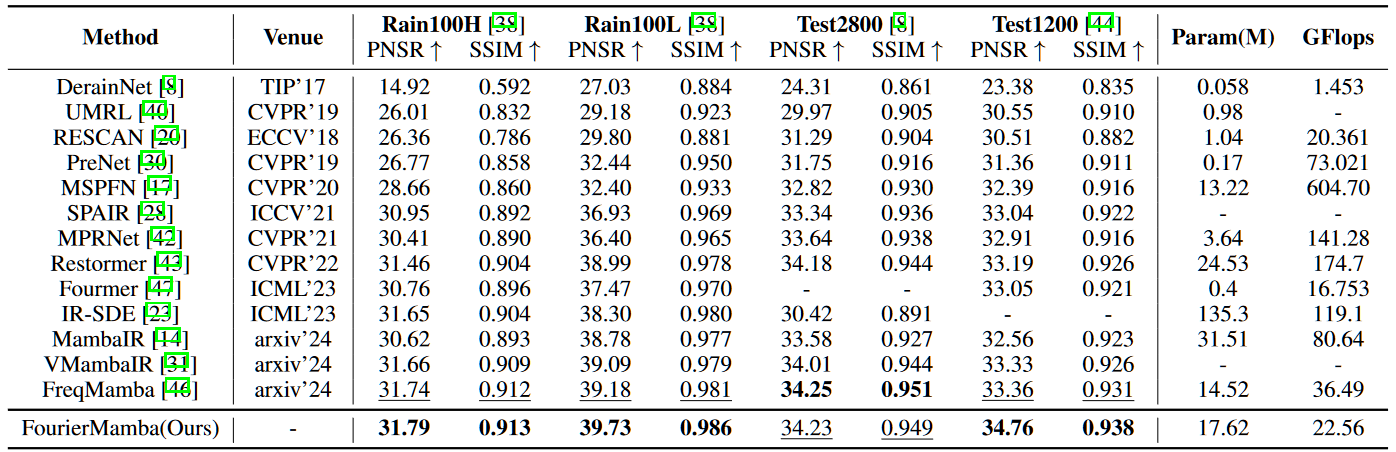 Method Venue Rain100H [38] Rain100L [38] Test2800 [8] Test1200 [44] Param(M) GFlops
PNSR ↑ SSIM ↑ PNSR ↑ SSIM ↑ PNSR ↑ SSIM ↑ PNSR ↑ SSIM ↑
DerainNet [8] TIP'17 14.92 0.592 27.03 0.884 24.31 0.861 23.38 0.835 0.058 1.453
UMRL [40] CVPR'19 26.01 0.832 29.18 0.923 29.97 0.905 30.55 0.910 0.98 -
RESCAN [20] ECCV'18 26.36 0.786 29.80 0.881 31.29 0.904 30.51 0.882 1.04 20.361
PreNet [30] CVPR'19 26.77 0.858 32.44 0.950 31.75 0.916 31.36 0.911 0.17 73.021
MSPFN [17] CVPR'20 28.66 0.860 32.40 0.933 32.82 0.930 32.39 0.916 13.22 604.70
SPAIR [28] ICCV'21 30.95 0.892 36.93 0.969 33.34 0.936 33.04 0.922 - -
MPRNet [42] CVPR'21 30.41 0.890 36.40 0.965 33.64 0.938 32.91 0.916 3.64 141.28
Restormer [43] CVPR'22 31.46 0.904 38.99 0.978 34.18 0.944 33.19 0.926 24.53 174.7
Fourmer [47] ICML'23 30.76 0.896 37.47 0.970 - - 33.05 0.921 0.4 16.753
IR-SDE [23] ICML'23 31.65 0.904 38.30 0.980 30.42 0.891 - - 135.3 119.1
MambaIR [14] arxiv'24 30.62 0.893 38.78 0.977 33.58 0.927 32.56 0.923 31.51 80.64
VMambaIR [31] arxiv'24 31.66 0.909 39.09 0.979 34.01 0.944 33.33 0.926 - -
FreqMamba [46] arxiv'24 31.74 0.912 39.18 0.981 34.25 0.951 33.36 0.931 14.52 36.49
FourierMamba(Ours) - 31.79 0.913 39.73 0.986 34.23 0.949 34.76 0.938 17.62 22.56